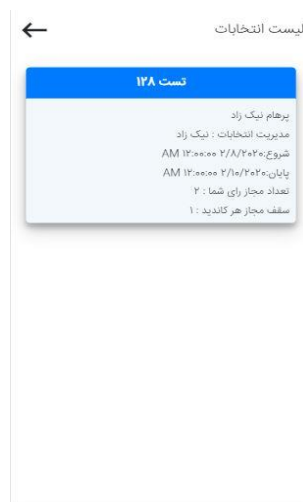 لیست انتخابات
تست ۱۲۸
پرهام نیک زاد
مدیریت انتخابات : نیک زاد
شروع:۲/۸/۲۰۲۰ ۱۲:۰۰:۰۰ AM
پایان:۲/۱۰/۲۰۲۰ ۱۲:۰۰:۰۰ AM
تعداد مجاز رای شما : ۲
سقف مجاز هر کاندید : ۱